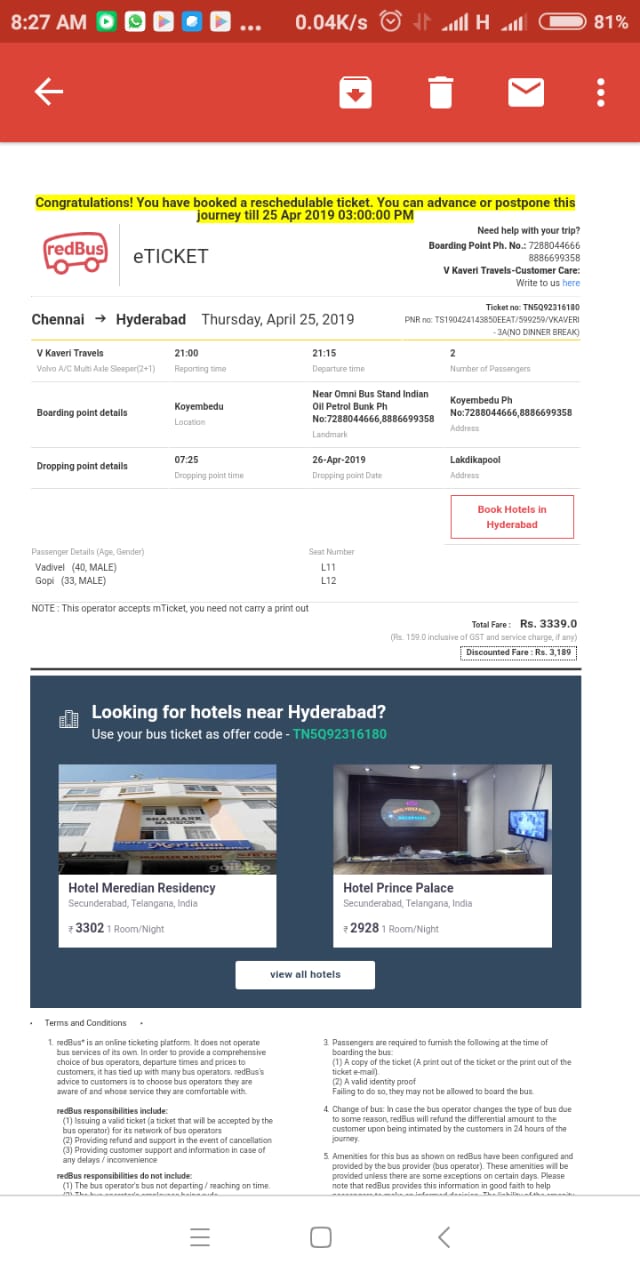 8:27 AM
0.04K/s
H
81%
Congratulations! You have booked a reschedulable ticket. You can advance or postpone this
journey till 25 Apr 2019 03:00:00 PM
redBus
eTICKET
Need help with your trip?
Boarding Point Ph. No.: 7288044666
8886699358
V Kaveri Travels-Customer Care:
Write to us here
Ticket no: TN5Q92316180
Chennai → Hyderabad Thursday, April 25, 2019
PNR no: TS190424143850EEAT/599259/VKAVERI
- 3A(NO DINNER BREAK)
V Kaveri Travels 21:00 21:15 2
Volvo A/C Multi Axle Sleeper(2+1) Reporting time Departure time Number of Passengers
Boarding point details
Koyembedu
Location
Near Omni Bus Stand Indian
Oil Petrol Bunk Ph
No:7288044666,8886699358
Landmark
Koyembedu Ph
No:7288044666,8886699358
Address
Dropping point details
07:25
Dropping point time
26-Apr-2019
Dropping point Date
Lakdikapool
Address
Book Hotels in
Hyderabad
Passenger Details (Age, Gender) Seat Number
Vadivel (40, MALE) L11
Gopi (33, MALE) L12
NOTE : This operator accepts mTicket, you need not carry a print out
Total Fare : Rs. 3339.0
(Rs. 159.0 inclusive of GST and service charge, if any)
Discounted Fare : Rs. 3,189
Looking for hotels near Hyderabad?
Use your bus ticket as offer code - TN5Q92316180
SHASHANK
MANSION
Meridian
goibibo
Hotel Meredian Residency
Secunderabad, Telangana, India
₹ 3302 1 Room/Night
Hotel Prince Palace
Secunderabad, Telangana, India
₹ 2928 1 Room/Night
view all hotels
• Terms and Conditions •
1. redBus* is an online ticketing platform. It does not operate
bus services of its own. In order to provide a comprehensive
choice of bus operators, departure times and prices to
customers, it has tied up with many bus operators. redBus's
advice to customers is to choose bus operators they are
aware of and whose service they are comfortable with.
redBus responsibilities include:
(1) Issuing a valid ticket (a ticket that will be accepted by the
bus operator) for its network of bus operators
(2) Providing refund and support in the event of cancellation
(3) Providing customer support and information in case of
any delays / inconvenience
redBus responsibilities do not include:
(1) The bus operator's bus not departing / reaching on time.
(2) The bus operator's employees being rude.
3. Passengers are required to furnish the following at the time of
boarding the bus:
(1) A copy of the ticket (A print out of the ticket or the print out of the
ticket e-mail).
(2) A valid identity proof
Failing to do so, they may not be allowed to board the bus.
4. Change of bus: In case the bus operator changes the type of bus due
to some reason, redBus will refund the differential amount to the
customer upon being intimated by the customers in 24 hours of the
journey.
5. Amenities for this bus as shown on redBus have been configured and
provided by the bus provider (bus operator). These amenities will be
provided unless there are some exceptions on certain days. Please
note that redBus provides this information in good faith to help
passengers to make an informed decision. The liability of the amenity